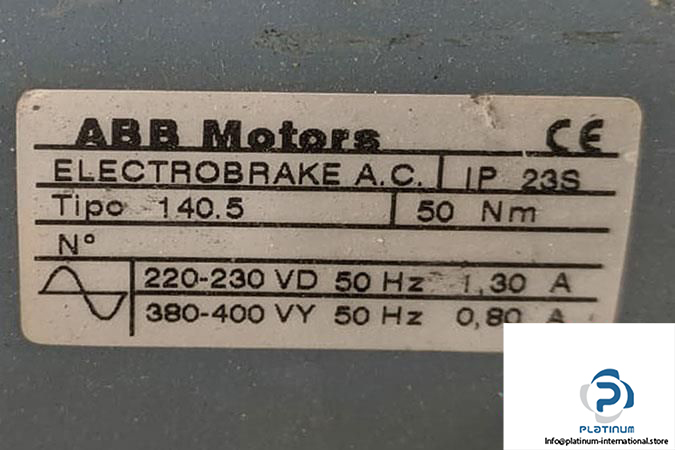 ABB Motors CE
ELECTROBRAKE A.C. IP 23S
Tipo 140.5 50 Nm
N°
220-230 VD 50 Hz 1,30 A
380-400 VY 50 Hz 0,80 A
PLATINUM
Info@platinum-international.store